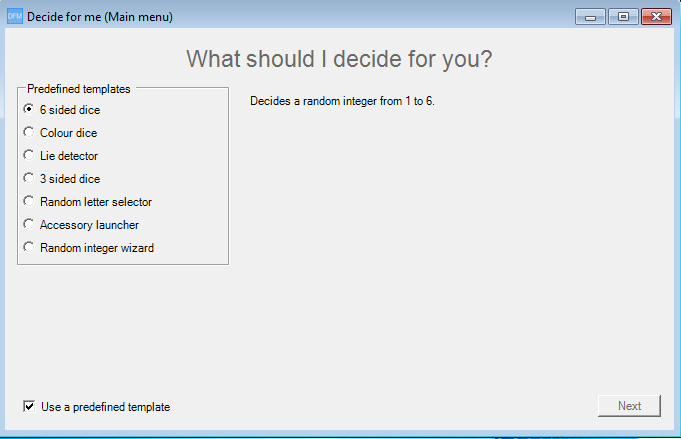 DFM Decide for me (Main menu)
What should I decide for you?
Predefined templates
6 sided dice
Colour dice
Lie detector
3 sided dice
Random letter selector
Accessory launcher
Random integer wizard
Decides a random integer from 1 to 6.
Use a predefined template
Next